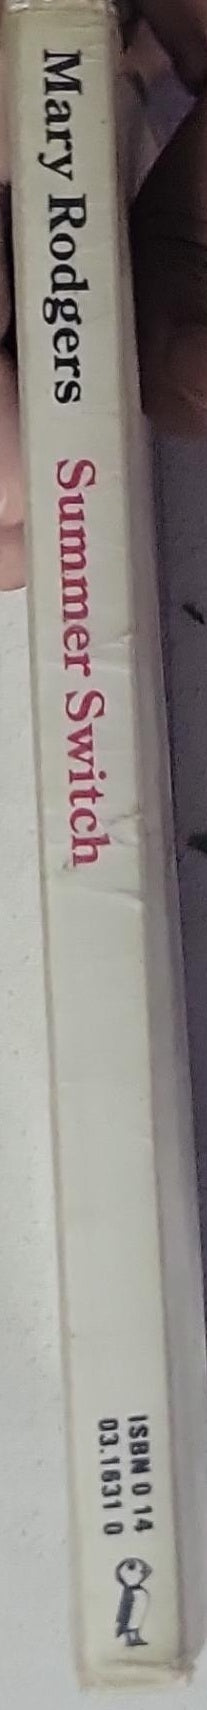 Mary Rodgers Summer Switch
ISBN 0 14
03.1631 0